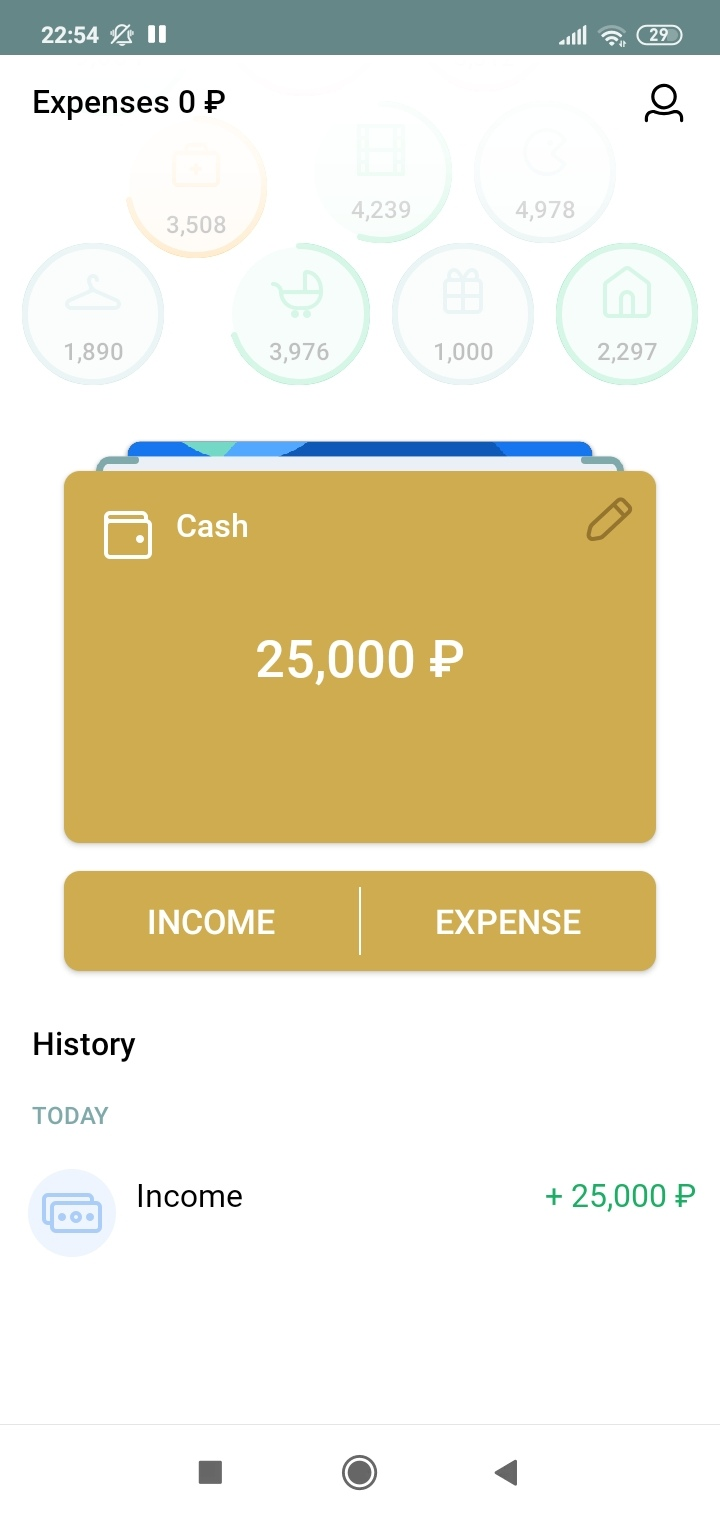 22:54
29
Expenses 0 ₽
3,508
4,239
4,978
1,890
3,976
1,000
2,297
Cash
25,000 ₽
INCOME
EXPENSE
History
TODAY
Income
+ 25,000 ₽